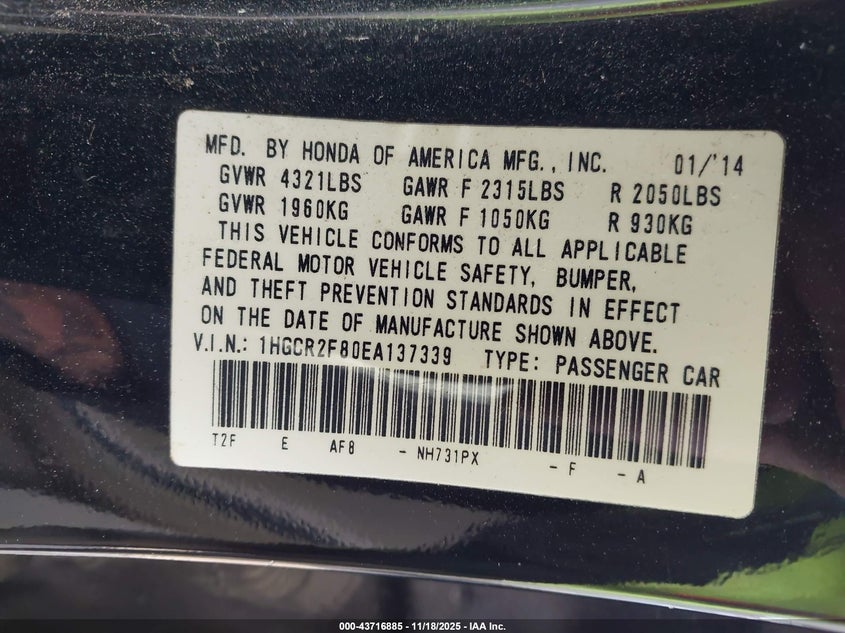 MFD. BY HONDA OF AMERICA MFG., INC. 01/'14
GVWR 4321LBS GAWR F 2315LBS R 2050LBS
GVWR 1960KG GAWR F 1050KG R 930KG
THIS VEHICLE CONFORMS TO ALL APPLICABLE
FEDERAL MOTOR VEHICLE SAFETY, BUMPER,
AND THEFT PREVENTION STANDARDS IN EFFECT
ON THE DATE OF MANUFACTURE SHOWN ABOVE.
V.I.N.: 1HGCR2F80EA137339 TYPE: PASSENGER CAR
T2F E AF8 - NH731PX - F - A
000-43716885 - 11/18/2025 - IAA Inc.